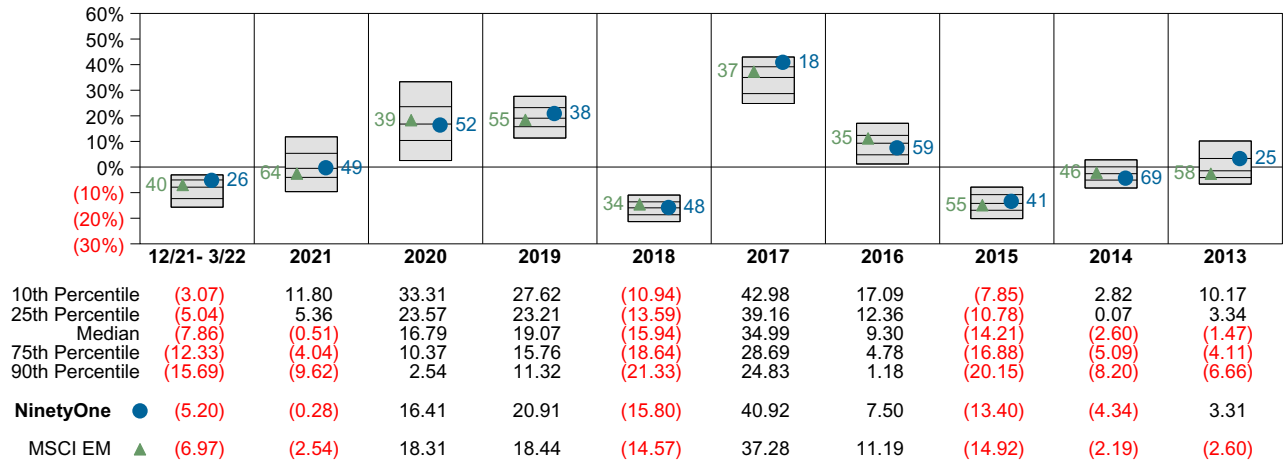 60%
50%
40%
30%
20%
10%
0%
(10%)
(20%)
(30%)
40 26
64 49
39 52
55 38
34 48
37 18
35 59
55 41
46 69
58 25
12/21- 3/22 2021 2020 2019 2018 2017 2016 2015 2014 2013
10th Percentile (3.07) 11.80 33.31 27.62 (10.94) 42.98 17.09 (7.85) 2.82 10.17
25th Percentile (5.04) 5.36 23.57 23.21 (13.59) 39.16 12.36 (10.78) 0.07 3.34
Median (7.86) (0.51) 16.79 19.07 (15.94) 34.99 9.30 (14.21) (2.60) (1.47)
75th Percentile (12.33) (4.04) 10.37 15.76 (18.64) 28.69 4.78 (16.88) (5.09) (4.11)
90th Percentile (15.69) (9.62) 2.54 11.32 (21.33) 24.83 1.18 (20.15) (8.20) (6.66)
NinetyOne (5.20) (0.28) 16.41 20.91 (15.80) 40.92 7.50 (13.40) (4.34) 3.31
MSCI EM (6.97) (2.54) 18.31 18.44 (14.57) 37.28 11.19 (14.92) (2.19) (2.60)